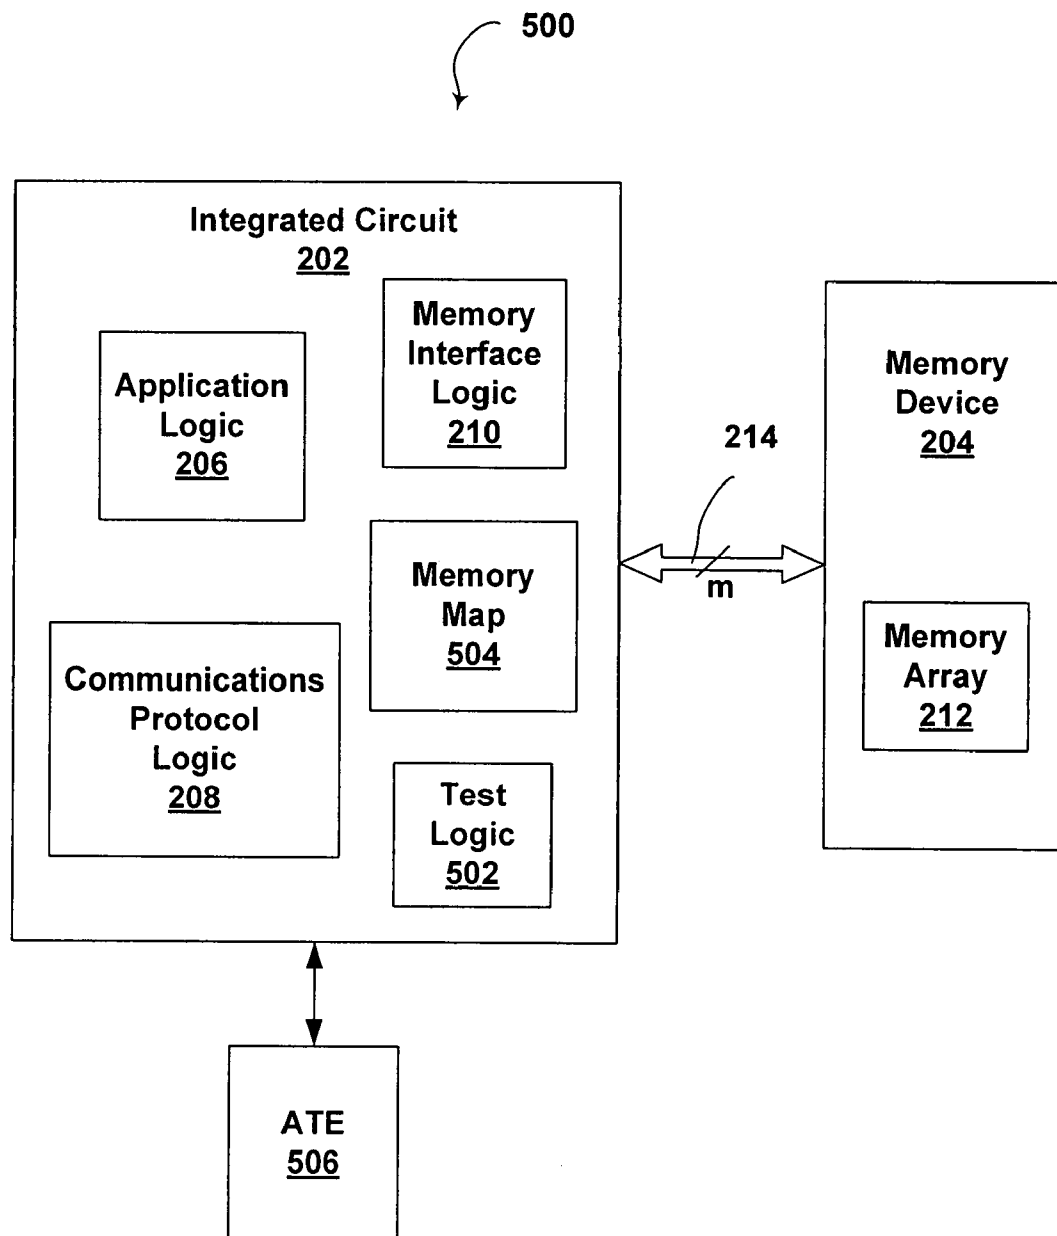 500
Integrated Circuit
202
Memory
Interface
Logic
210
Application
Logic
206
Memory
Map
504
Communications
Protocol
Logic
208
Test
Logic
502
214
m
Memory
Device
204
Memory
Array
212
ATE
506